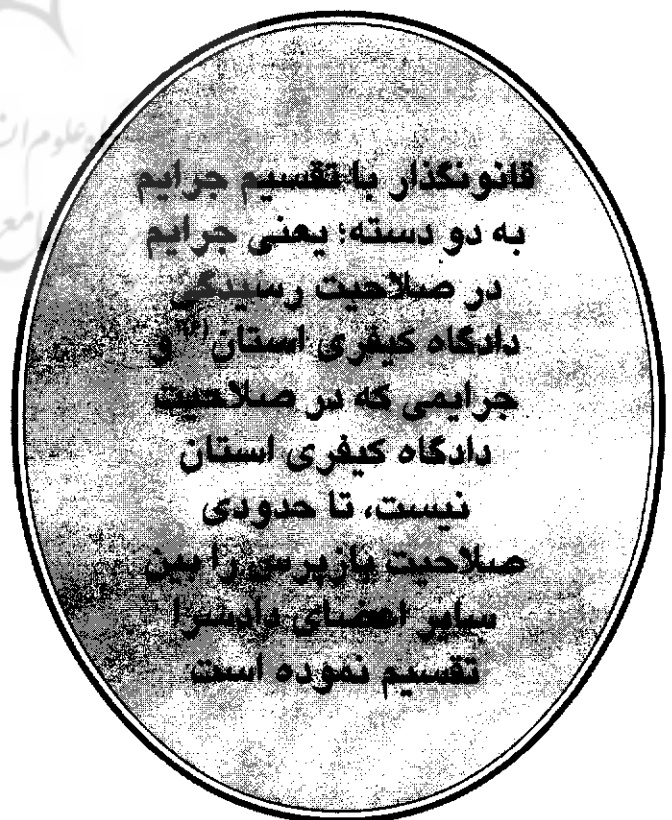 قانونگذار با تقسیم جرایم
به دو دسته؛ یعنی جرایم
در صلاحیت رسیدگی
دادگاه کیفری استان و
جرایمی که در صلاحیت
دادگاه کیفری استان
نیست، تا حدودی
صلاحیت بازپرس را بین
سایر اعضای دادسرا
تقسیم نموده است